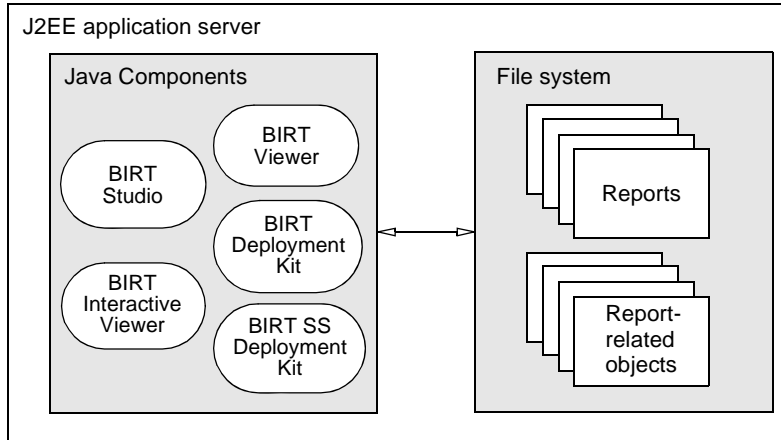 J2EE application server
Java Components
BIRT
Studio
BIRT
Viewer
BIRT
Deployment
Kit
BIRT
Interactive
Viewer
BIRT SS
Deployment
Kit
File system
Reports
Report-
related
objects